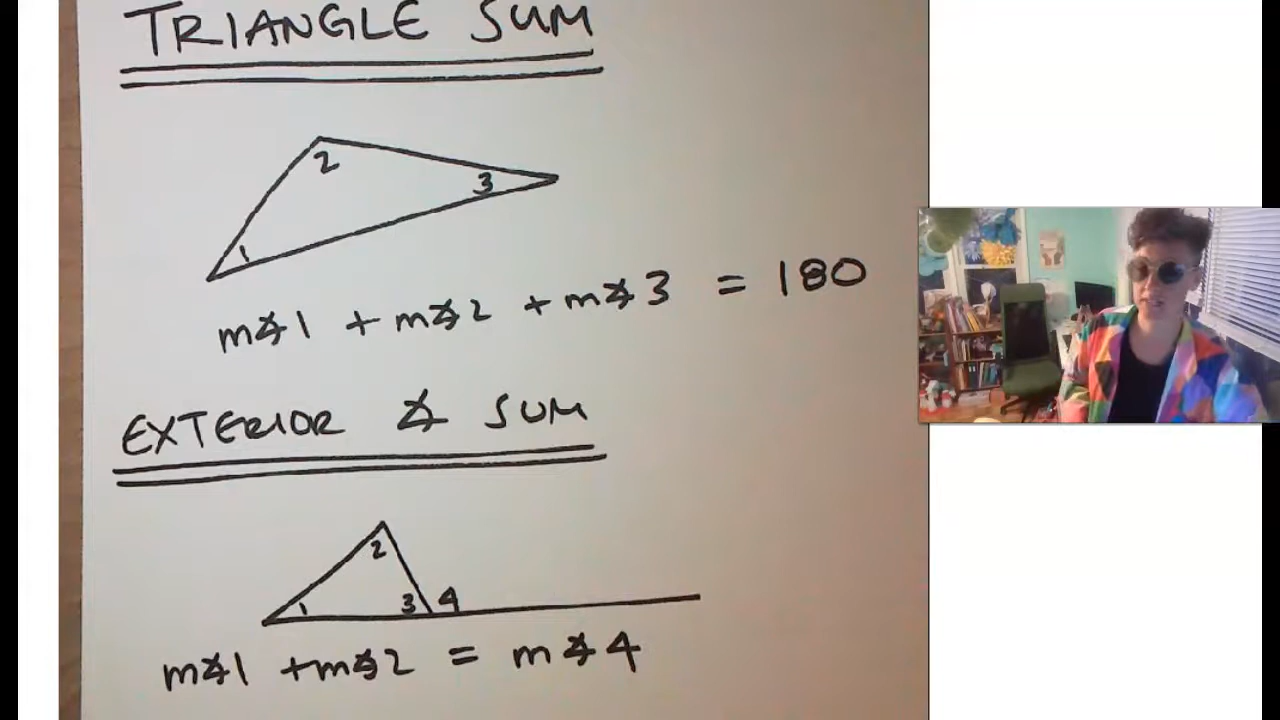 TRIANGLE SUM
2
3
1
m∡1 + m∡2 + m∡3 = 180
EXTERIOR ∡ SUM
2
1 3 4
m∡1 + m∡2 = m∡4